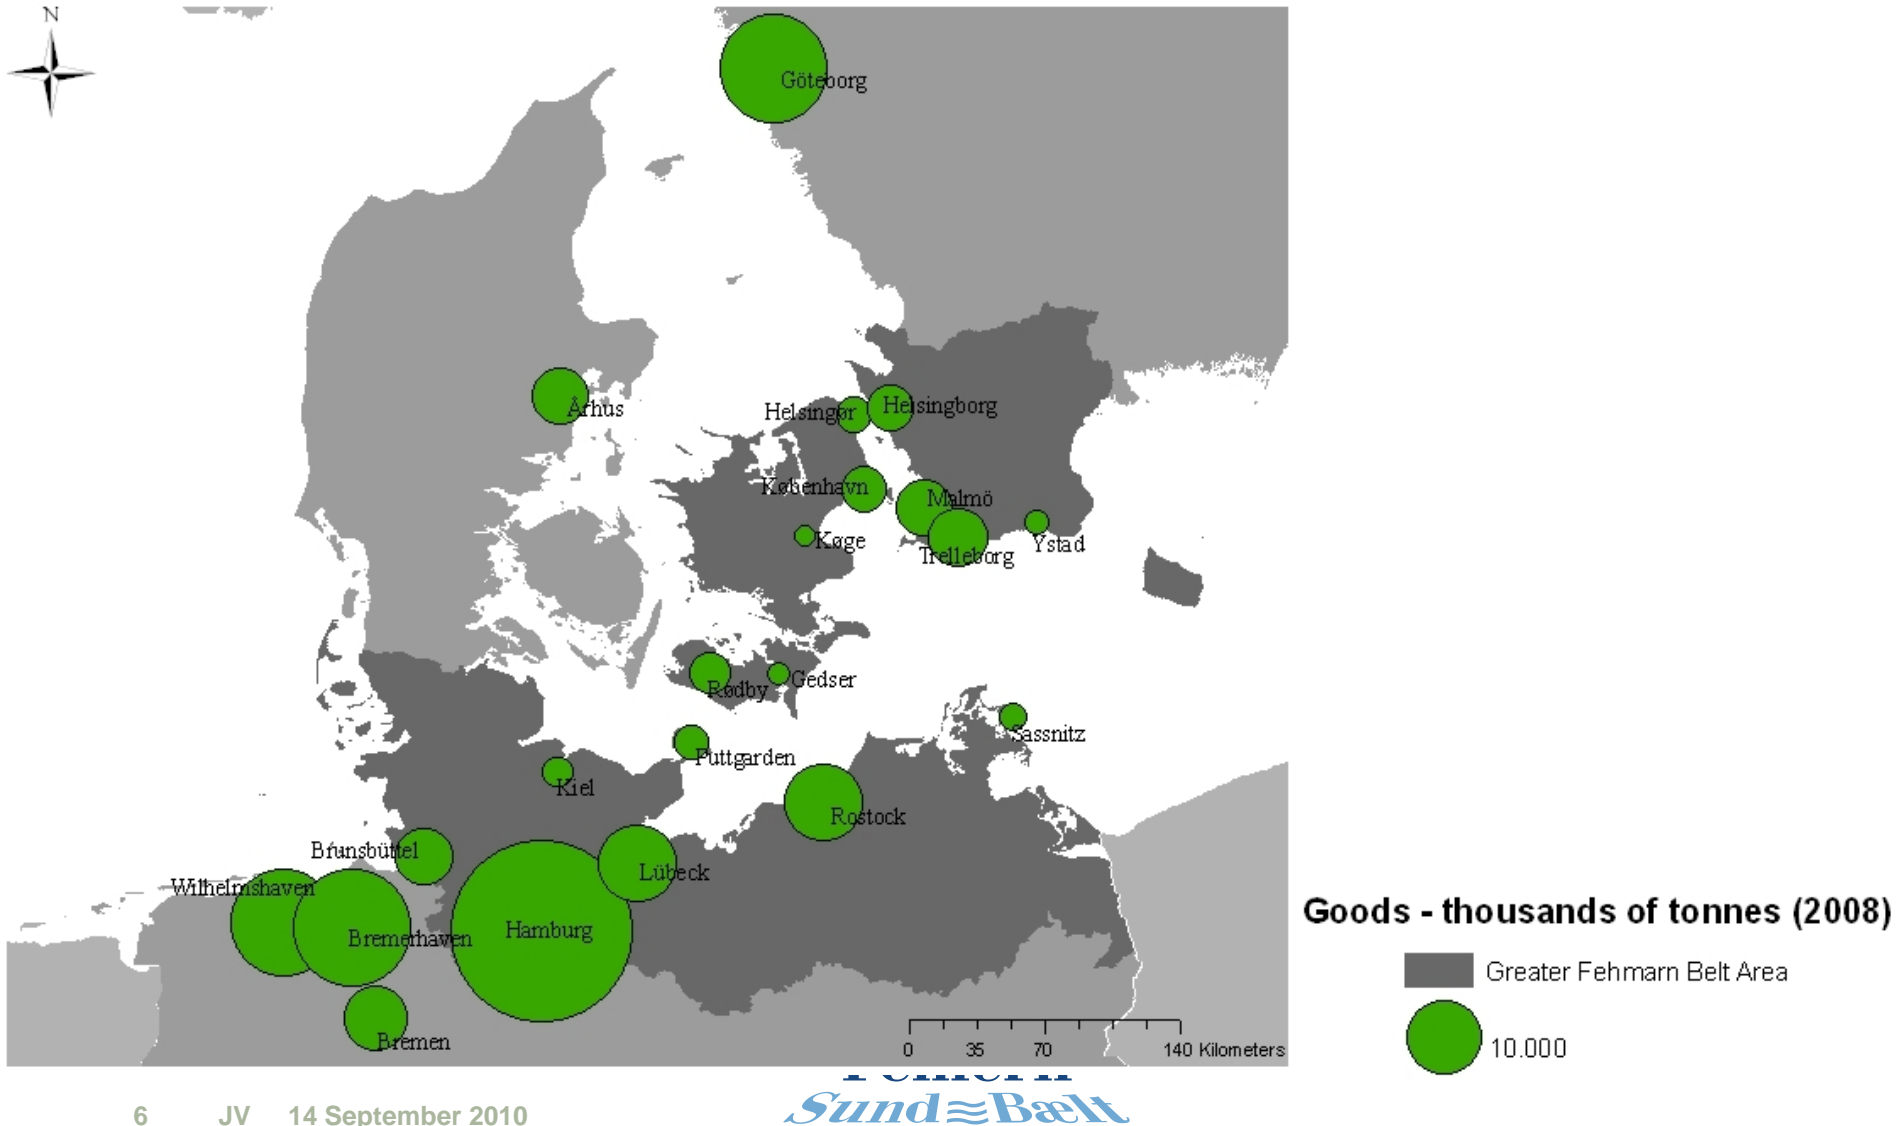 N
Göteborg
Århus
Helsingør
Helsingborg
København
Malmö
Køge
Trelleborg
Ystad
Rødby
Gedser
Sassnitz
Puttgarden
Kiel
Rostock
Brunsbüttel
Lübeck
Wilhelmshaven
Bremerhaven
Hamburg
Bremen
0 35 70 140 Kilometers
Goods - thousands of tonnes (2008)
Greater Fehmarn Belt Area
10.000
Sund≈Bælt
6 JV 14 September 2010